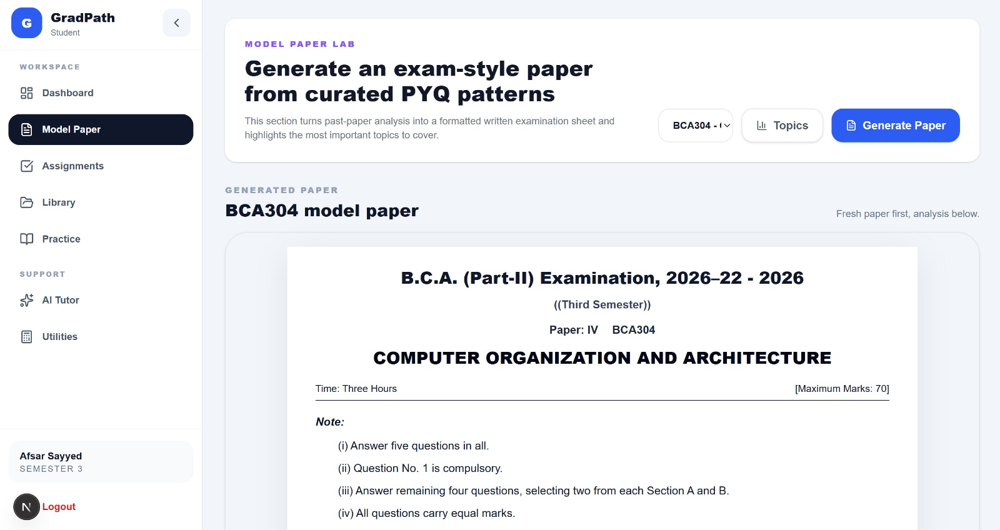 G
GradPath
Student
WORKSPACE
Dashboard
Model Paper
Assignments
Library
Practice
SUPPORT
AI Tutor
Utilities
Afsar Sayyed
SEMESTER 3
N
Logout
MODEL PAPER LAB
Generate an exam-style paper
from curated PYQ patterns
This section turns past-paper analysis into a formatted written examination sheet and
highlights the most important topics to cover.
BCA304 -
Topics
Generate Paper
GENERATED PAPER
BCA304 model paper
Fresh paper first, analysis below.
B.C.A. (Part-II) Examination, 2026–22 - 2026
((Third Semester))
Paper: IV BCA304
COMPUTER ORGANIZATION AND ARCHITECTURE
Time: Three Hours [Maximum Marks: 70]
Note:
(i) Answer five questions in all.
(ii) Question No. 1 is compulsory.
(iii) Answer remaining four questions, selecting two from each Section A and B.
(iv) All questions carry equal marks.